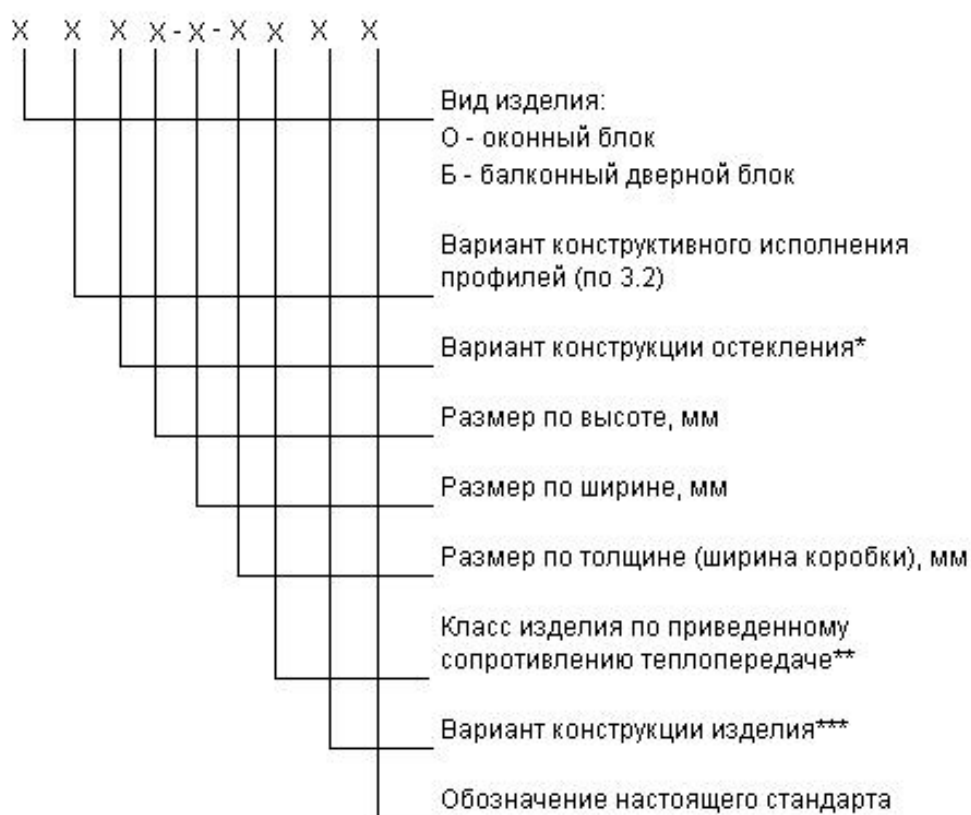 X X X X - X - X X X X
Вид изделия:
О - оконный блок
Б - балконный дверной блок
Вариант конструктивного исполнения
профилей (по 3.2)
Вариант конструкции остекления*
Размер по высоте, мм
Размер по ширине, мм
Размер по толщине (ширина коробки), мм
Класс изделия по приведенному
сопротивлению теплопередаче**
Вариант конструкции изделия***
Обозначение настоящего стандарта